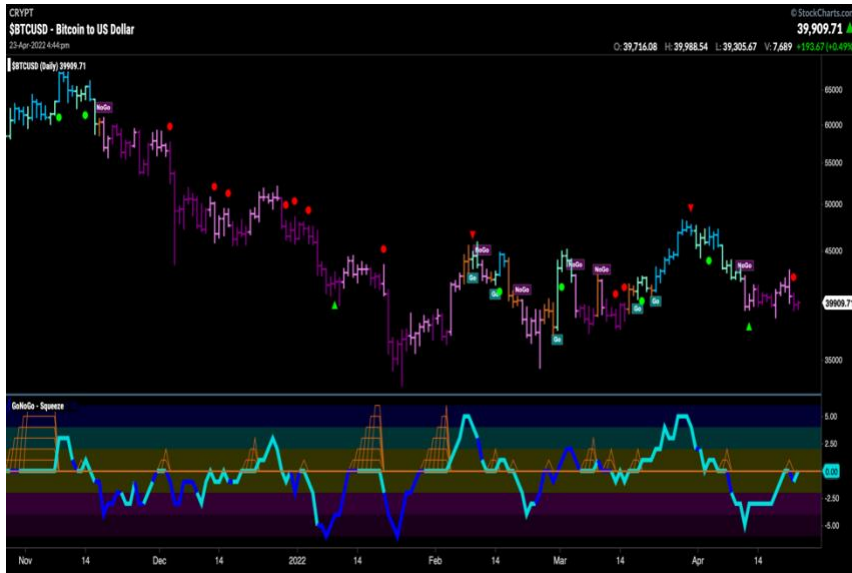 CRYPT
© StockCharts.com
$BTCUSD - Bitcoin to US Dollar
39,909.71
23-Apr-2022 4:44:pm
O: 39,716.08 H: 39,988.54 L: 39,305.67 V: 7,689 +193.67 (+0.49%
$BTCUSD (Daily) 39909.71
65000
NoGo
60000
55000
50000
45000
NoGo
NoGo
NoGo
NoGo
Go
Go
NoGo
Go
Go
39909.71
Go
35000
GoNoGo - Squeeze
5.00
2.50
0.00
-2.50
-5.00
Nov 14 Dec 14 2022 14 Feb 14 Mar 14 Apr 14